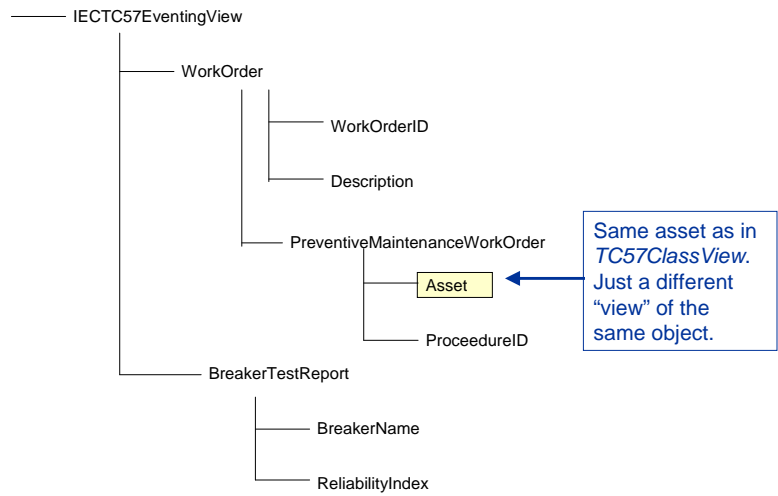 IECTC57EventingView
WorkOrder
WorkOrderID
Description
PreventiveMaintenanceWorkOrder
Asset
ProceedureID
Same asset as in
TC57ClassView.
Just a different
“view” of the
same object.
BreakerTestReport
BreakerName
ReliabilityIndex